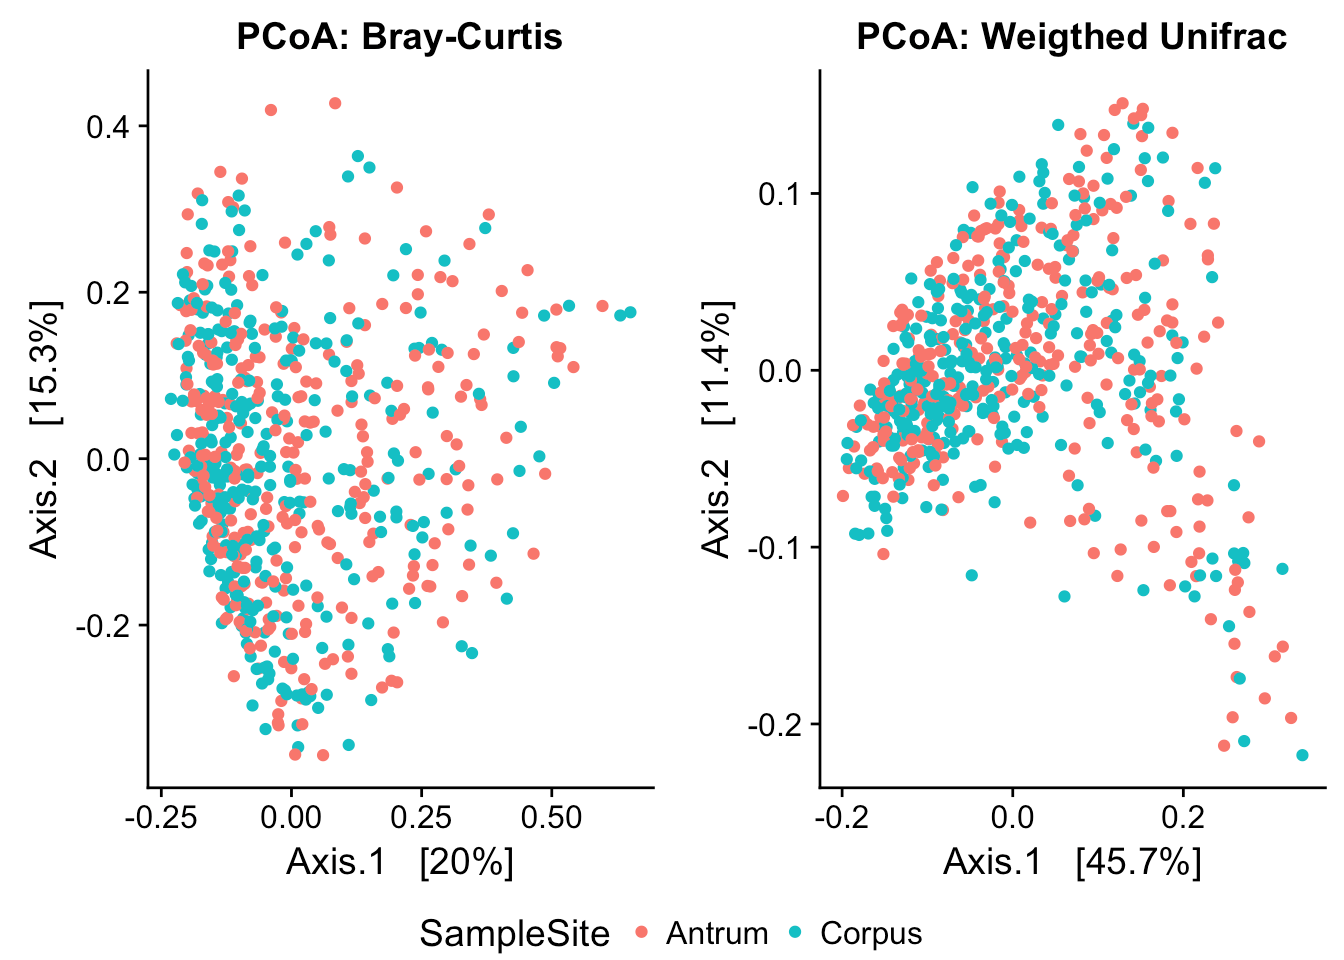 PCoA: Bray-Curtis
Axis.2 [15.3%]
0.4
0.2
0.0
-0.2
-0.25 0.00 0.25 0.50
Axis.1 [20%]
PCoA: Weigthed Unifrac
Axis.2 [11.4%]
0.1
0.0
-0.1
-0.2
-0.2 0.0 0.2
Axis.1 [45.7%]
SampleSite Antrum Corpus